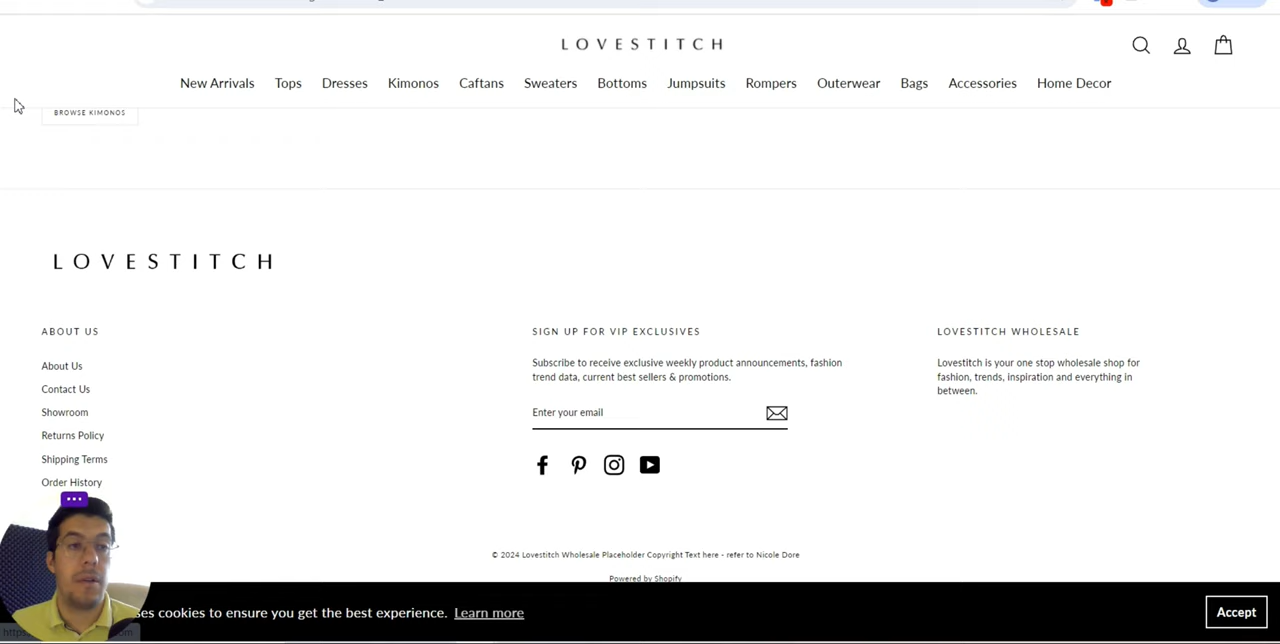 LOVESTITCH
New Arrivals Tops Dresses Kimonos Caftans Sweaters Bottoms Jumpsuits Rompers Outerwear Bags Accessories Home Decor
BROWSE KIMONOS
LOVESTITCH
ABOUT US
About Us
Contact Us
Showroom
Returns Policy
Shipping Terms
Order History
SIGN UP FOR VIP EXCLUSIVES
Subscribe to receive exclusive weekly product announcements, fashion
trend data, current best sellers & promotions.
Enter your email
LOVESTITCH WHOLESALE
Lovestitch is your one stop wholesale shop for
fashion, trends, inspiration and everything in
between.
© 2024 Lovestitch Wholesale Placeholder Copyright Text here - refer to Nicole Dore
Powered by Shopify
cookies to ensure you get the best experience. Learn more
Accept